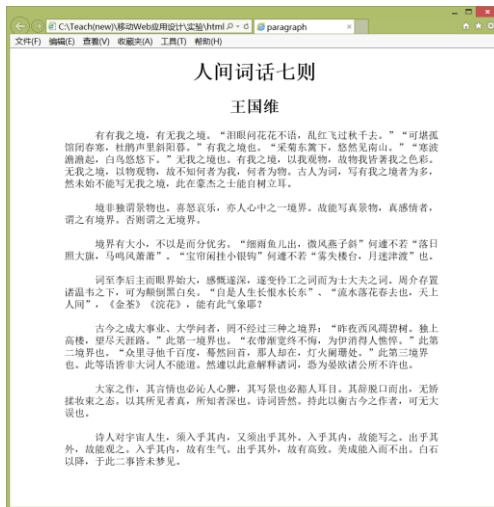 C:\Teach(new)\移动Web应用设计\实验\html
paragraph
文件(F) 编辑(E) 查看(V) 收藏夹(A) 工具(T) 帮助(H)
人间词话七则
王国维
有有我之境，有无我之境。“泪眼问花花不语，乱红飞过秋千去。”“可堪孤
馆闭春寒，杜鹃声里斜阳暮。”有我之境也。“采菊东篱下，悠然见南山。”“寒波
澹澹起，白鸟悠悠下。”无我之境也。有我之境，以我观物，故物我皆著我之色彩。
无我之境，以物观物，故不知何者为我，何者为物。古人为词，写有我之境者为多，
然未始不能写无我之境，此在豪杰之士能自树立耳。
境非独谓景物也。喜怒哀乐，亦人心中之一境界。故能写真景物，真感情者，
谓之有境界。否则谓之无境界。
境界有大小，不以是而分优劣。“细雨鱼儿出，微风燕子斜”何遽不若“落日
照大旗，马鸣风萧萧”。“宝帘闲挂小银钩”何遽不若“雾失楼台，月迷津渡”也。
词至李后主而眼界始大，感慨遂深，遂变伶工之词而为士大夫之词。周介存置
诸温韦之下，可为颠倒黑白矣。“自是人生长恨水长东”、“流水落花春去也，天上
人间”，《金荃》《浣花》，能有此气象耶？
古今之成大事业、大学问者，罔不经过三种之境界：“昨夜西风凋碧树。独上
高楼，望尽天涯路。”此第一境界也。“衣带渐宽终不悔，为伊消得人憔悴。”此第
二境界也。“众里寻他千百度，蓦然回首，那人却在，灯火阑珊处。”此第三境界
也。此等语皆非大词人不能道。然遽以此意解释诸词，恐为晏欧诸公所不许也。
大家之作，其言情也必沁人心脾，其写景也必豁人耳目。其辞脱口而出，无矫
揉妆束之态。以其所见者真，所知者深也。诗词皆然。持此以衡古今之作者，可无大
误也。
诗人对宇宙人生，须入乎其内，又须出乎其外。入乎其内，故能写之。出乎其
外，故能观之。入乎其内，故有生气。出乎其外，故有高致。美成能入而不出。白石
以降，于此二事皆未梦见。